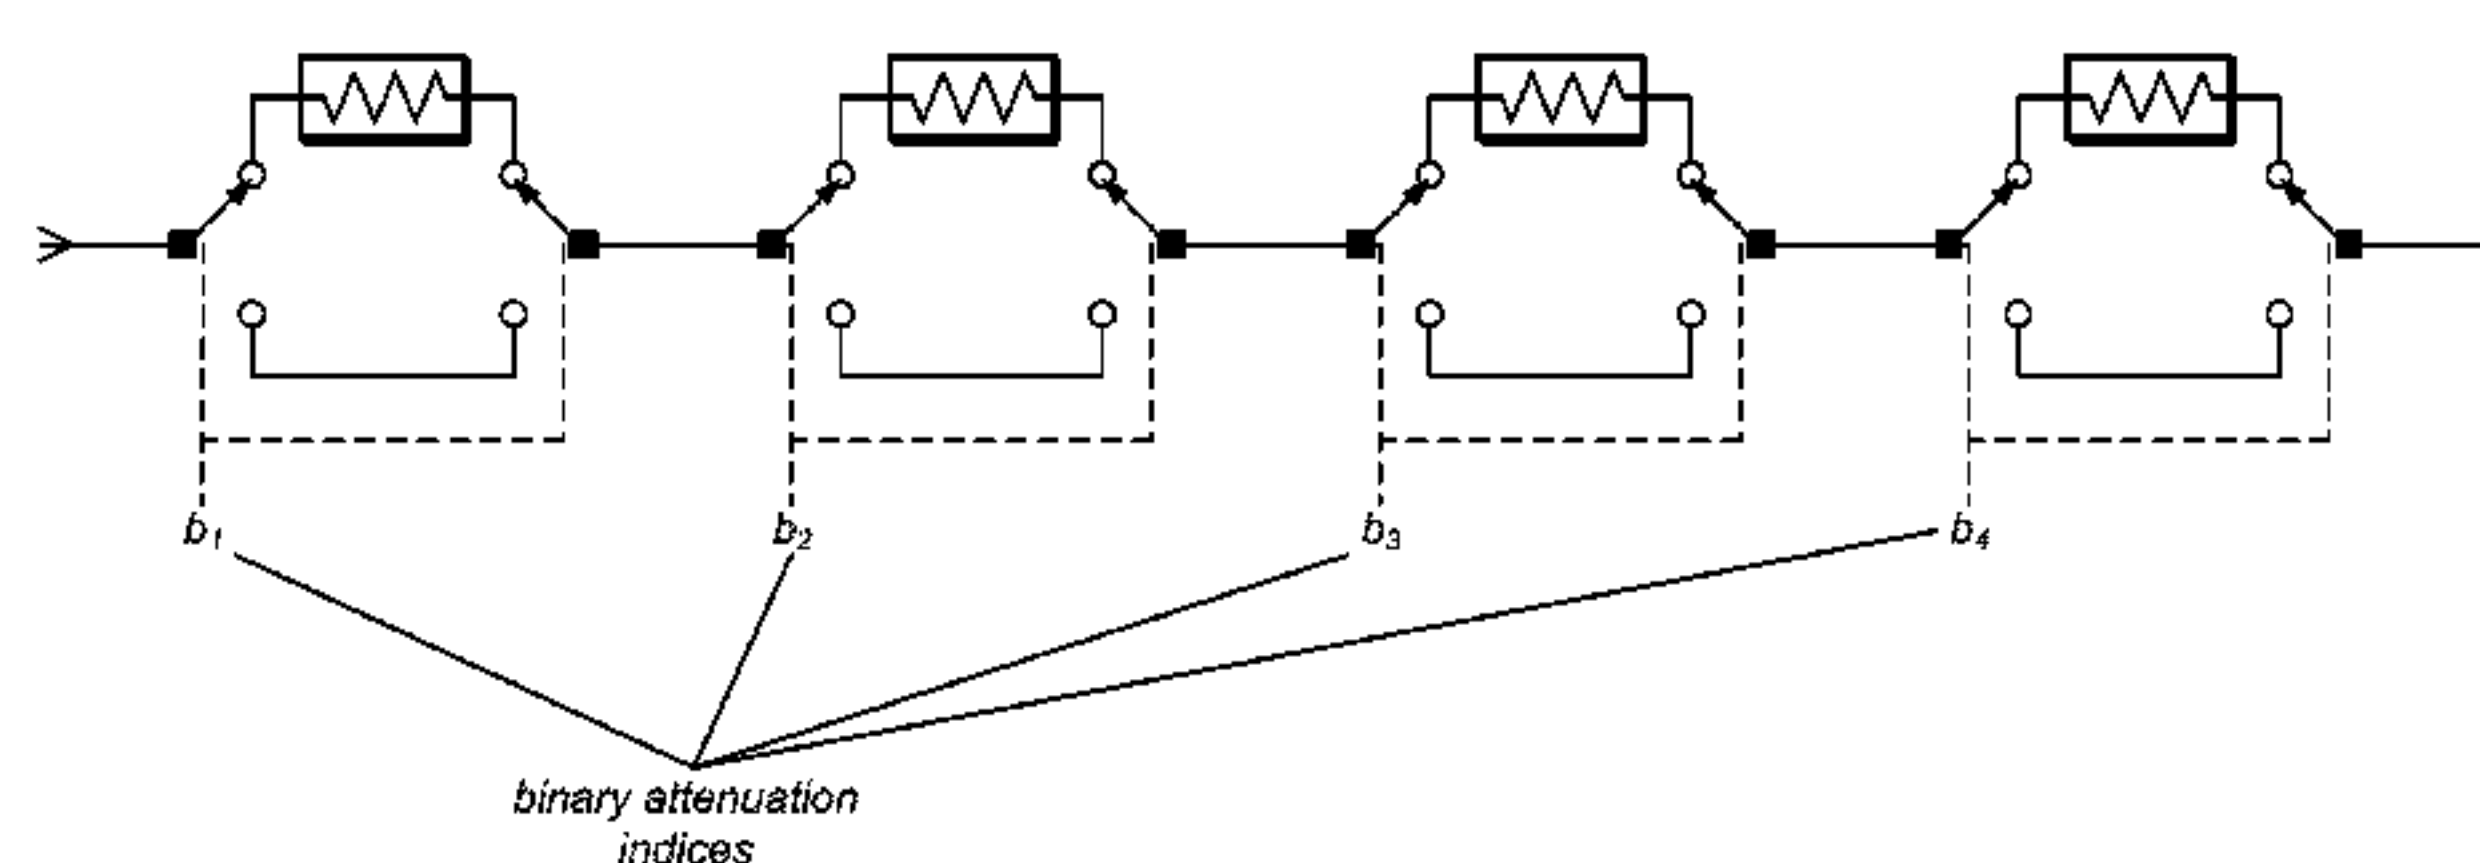 b₁ b₂ b₃ b₄
binary attenuation
indices